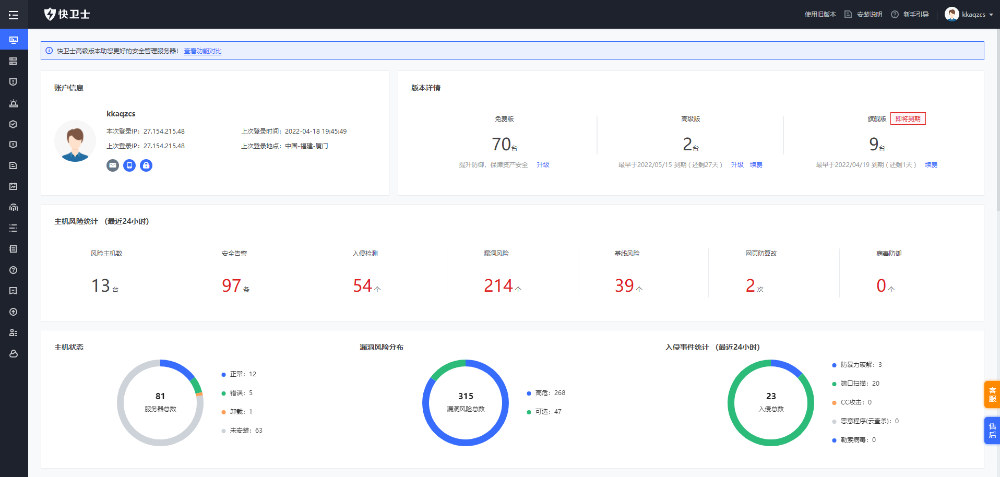 快卫士
使用旧版本 安装说明 新手引导 kkaqzcs
快卫士高级版本助您更好的安全管理服务器! 查看功能对比
账户信息
kkaqzcs
本次登录IP: 27.154.215.48 上次登录时间: 2022-04-18 19:45:49
上次登录IP: 27.154.215.48 上次登录地点: 中国-福建-厦门
版本详情
免费版 高级版 旗舰版 即将到期
70台 2台 9台
提升防御, 保障资产安全 升级 最早于2022/05/15 到期 ( 还剩27天 ) 升级 续费 最早于2022/04/19 到期 ( 还剩1天 ) 续费
主机风险统计 (最近24小时)
风险主机数 安全告警 入侵检测 漏洞风险 基线风险 网页防篡改 病毒防御
13 台 97 条 54 个 214 个 39 个 2 次 0 个
主机状态
81
服务器总数
正常: 12
错误: 5
卸载: 1
未安装: 63
漏洞风险分布
315
漏洞风险总数
高危: 268
可选: 47
入侵事件统计 (最近24小时)
23
入侵总数
防暴力破解: 3
端口扫描: 20
CC攻击: 0
恶意程序(云查杀): 0
勒索病毒: 0
客服
售后